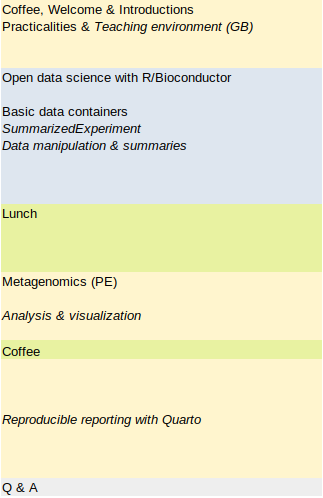 Coffee, Welcome & Introductions
Practicalities & Teaching environment (GB)
Open data science with R/Bioconductor
Basic data containers
SummarizedExperiment
Data manipulation & summaries
Lunch
Metagenomics (PE)
Analysis & visualization
Coffee
Reproducible reporting with Quarto
Q & A